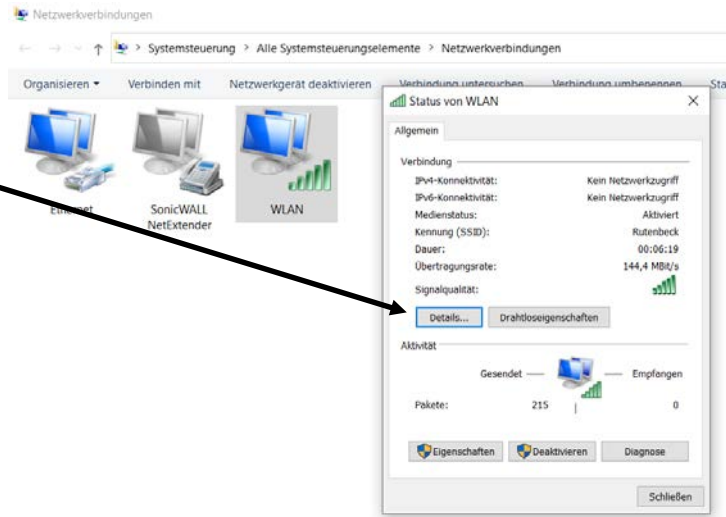 Netzwerkverbindungen
Systemsteuerung > Alle Systemsteuerungselemente > Netzwerkverbindungen
Organisieren Verbinden mit Netzwerkgerät deaktivieren Verbindung untersuchen Verbindung umbenennen Sta
Ethernet
SonicWALL
NetExtender
WLAN
Status von WLAN
Allgemein
Verbindung
IPv4-Konnektivität: Kein Netzwerkzugriff
IPv6-Konnektivität: Kein Netzwerkzugriff
Medienstatus: Aktiviert
Kennung (SSID): Rutenbeck
Dauer: 00:06:19
Übertragungsrate: 144,4 MBit/s
Signalqualität:
Details... Drahtloseigenschaften
Aktivität
Gesendet — — Empfangen
Pakete: 215 | 0
Eigenschaften Deaktivieren Diagnose
Schließen